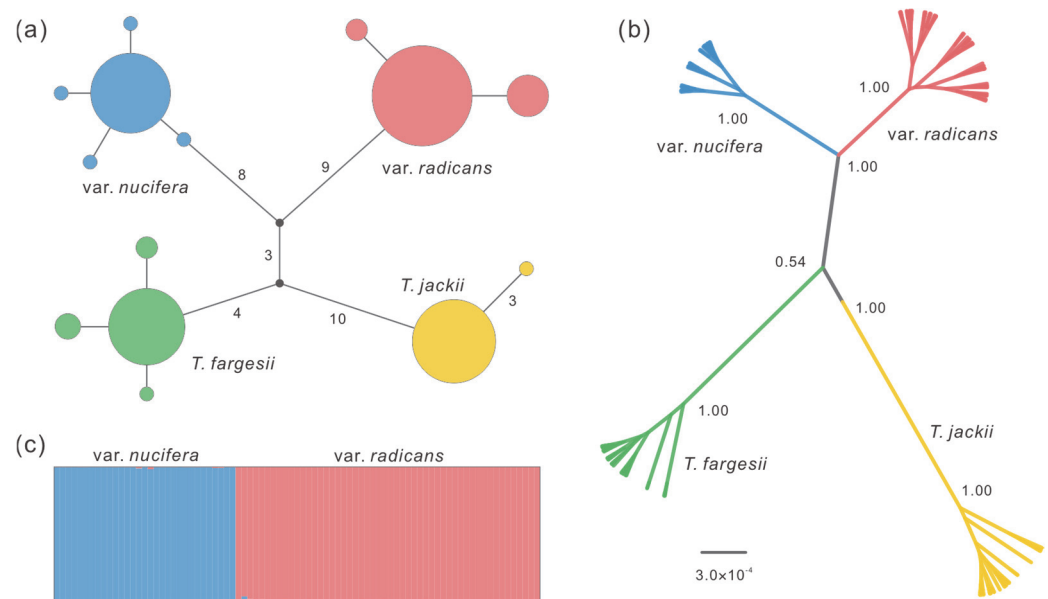 (a)
8
9
var. nucifera
var. radicans
3
T. jackii
3
4
10
T. fargesii
(b)
1.00
1.00
var. radicans
var. nucifera
1.00
0.54
1.00
1.00
T. jackii
T. fargesii
1.00
3.0×10⁻⁴
(c)
var. nucifera
var. radicans